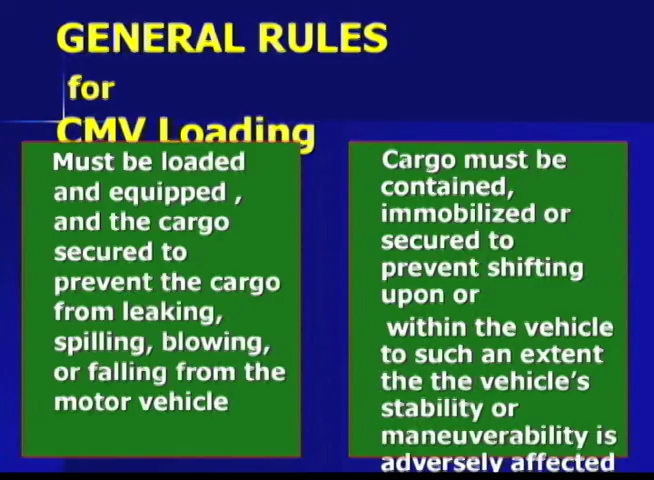 GENERAL RULES
for
CMV Loading
Must be loaded
and equipped ,
and the cargo
secured to
prevent the cargo
from leaking,
spilling, blowing,
or falling from the
motor vehicle
Cargo must be
contained,
immobilized or
secured to
prevent shifting
upon or
within the vehicle
to such an extent
the the vehicle's
stability or
maneuverability is
adversely affected